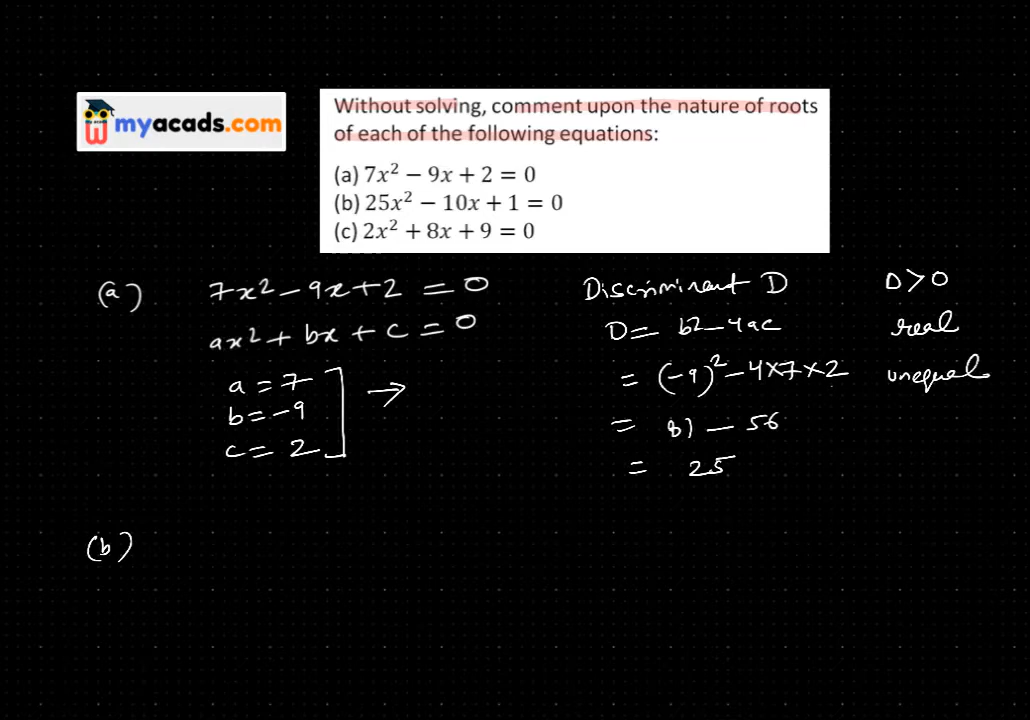 myacads.com
Without solving, comment upon the nature of roots
of each of the following equations:
(a) 7x² − 9x + 2 = 0
(b) 25x² − 10x + 1 = 0
(c) 2x² + 8x + 9 = 0
(a) 7x² − 9x + 2 = 0
ax² + bx + c = 0
a = 7
b = −9
c = 2
Discriminant D
D = b² − 4ac
= (−9)² − 4×7×2
= 81 − 56
= 25
D > 0
real
unequal
(b)